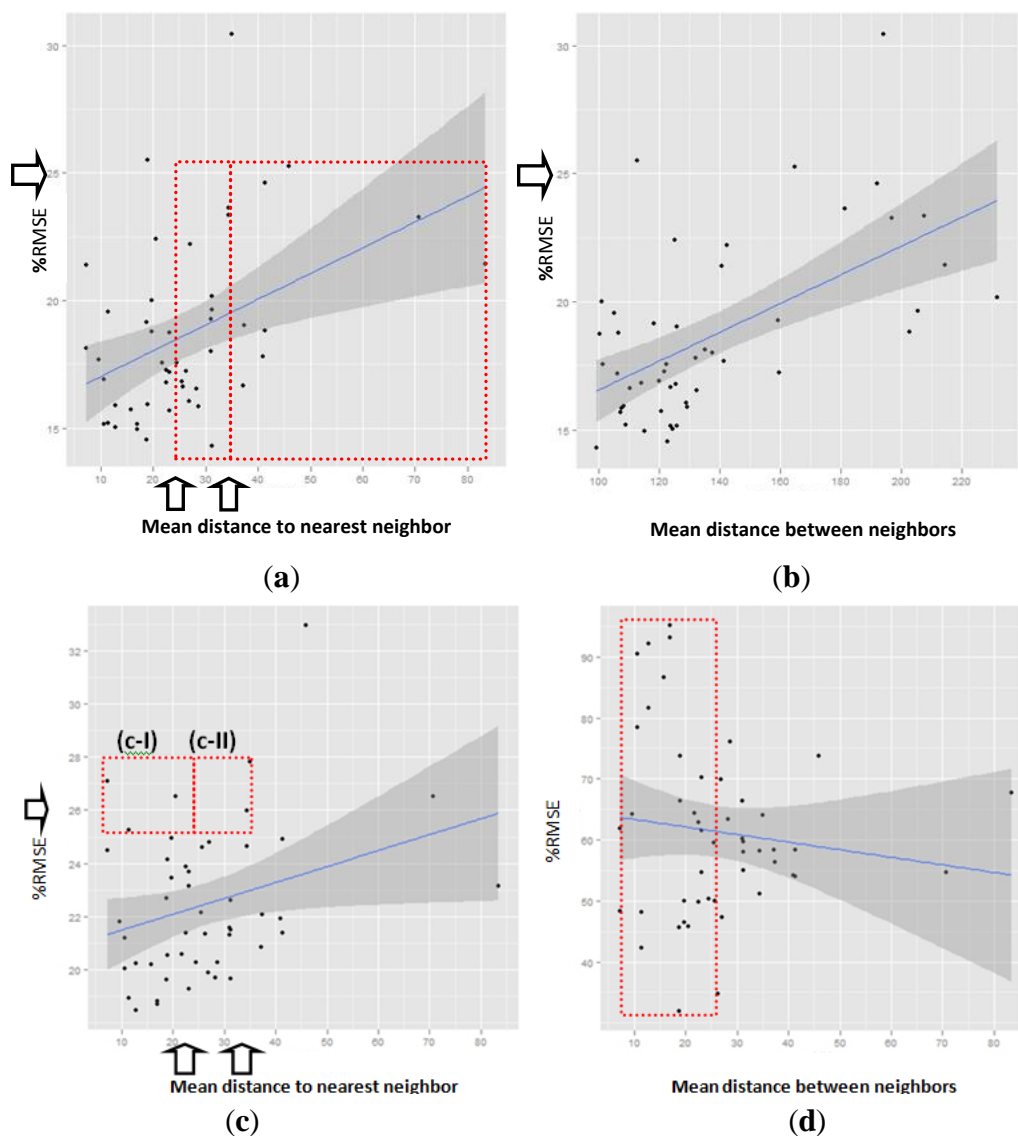 30
25
20
15
%RMSE
10 20 30 40 50 60 70 80
Mean distance to nearest neighbor
(a)
30
25
20
15
%RMSE
100 120 140 160 180 200 220
Mean distance between neighbors
(b)
32
28
26
24
22
20
%RMSE
(c-I) (c-II)
10 20 30 40 50 60 70 80
Mean distance to nearest neighbor
(c)
90
80
70
60
50
40
%RMSE
10 20 30 40 50 60 70 80
Mean distance between neighbors
(d)